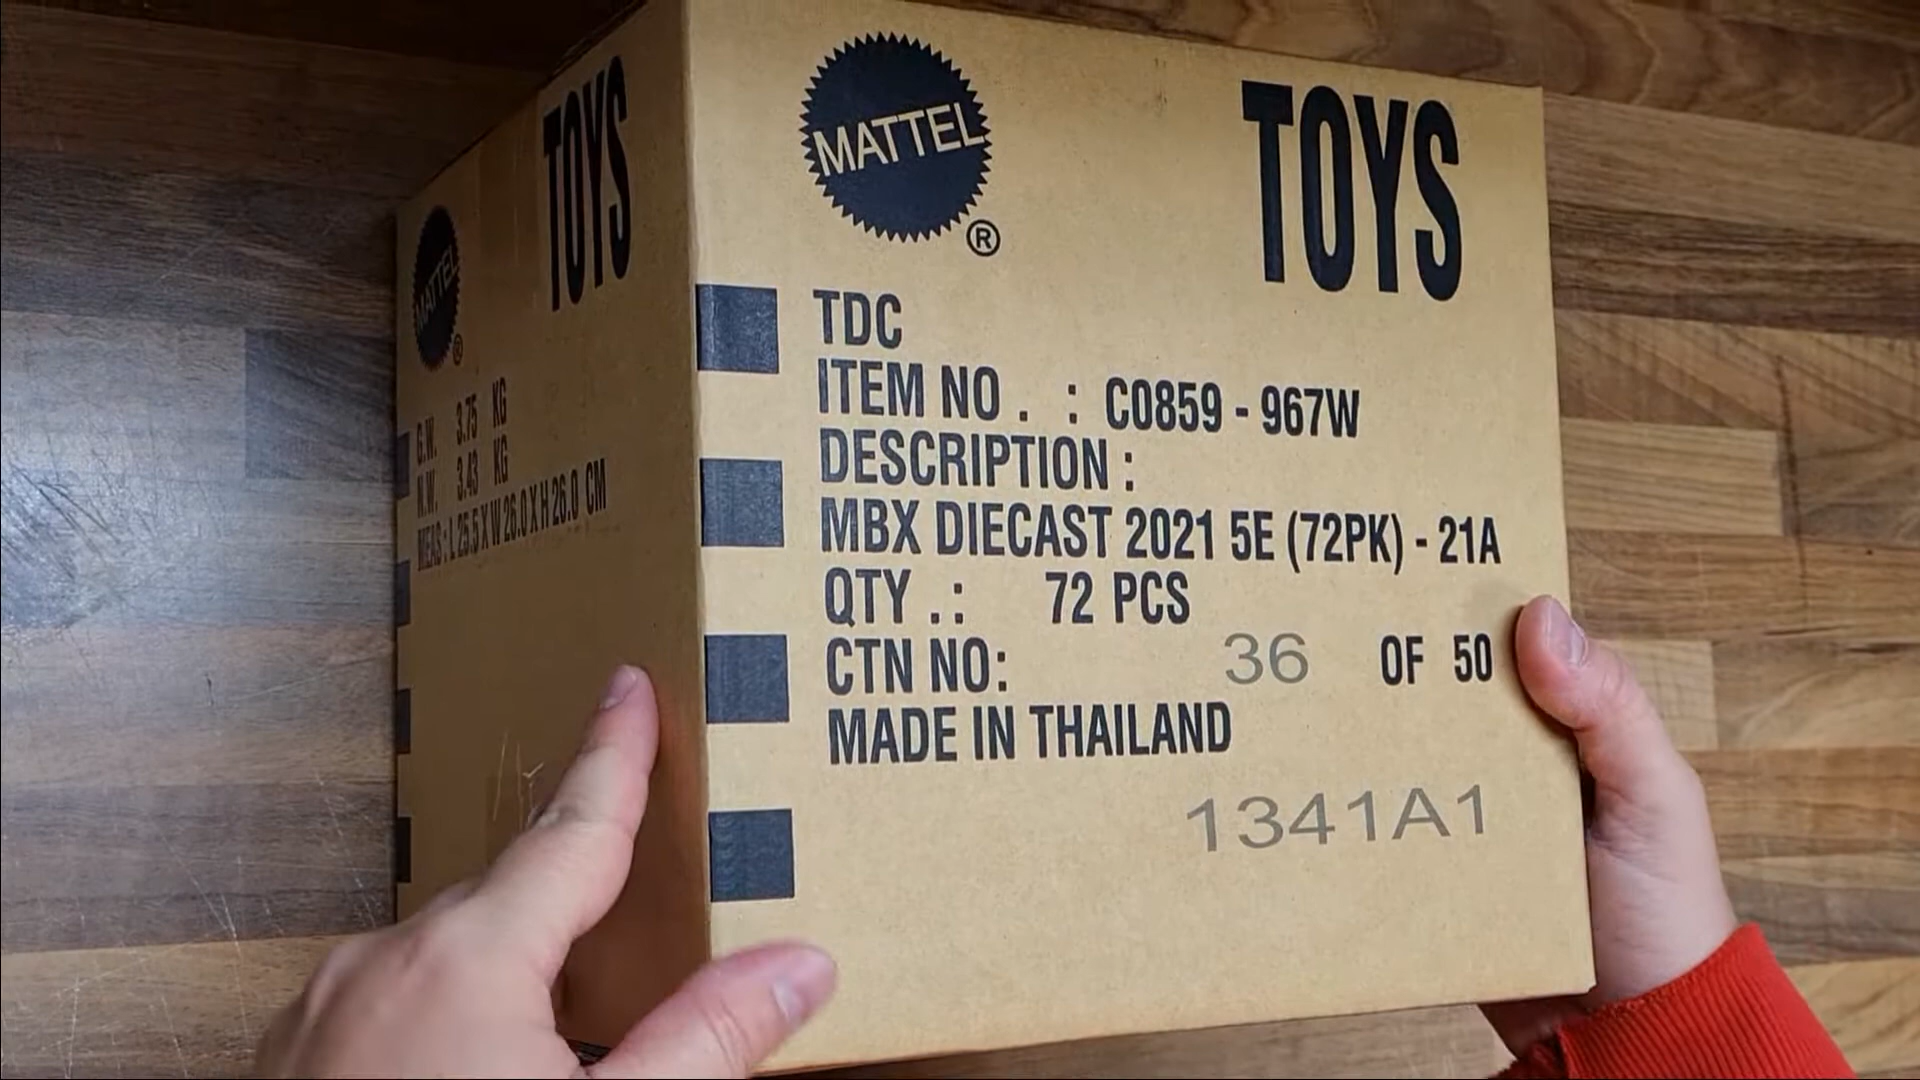 MATTEL
®
TOYS
G.W. 3.75 KG
N.W. 3.43 KG
MEAS : L 25.5 X W 26.0 X H 26.0 CM
MATTEL
®
TOYS
TDC
ITEM NO . : C0859 - 967W
DESCRIPTION :
MBX DIECAST 2021 5E (72PK) - 21A
QTY . : 72 PCS
CTN NO: 36 OF 50
MADE IN THAILAND
1341A1